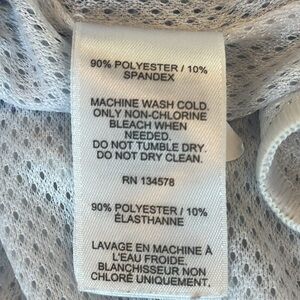 90% POLYESTER / 10%
SPANDEX
MACHINE WASH COLD.
ONLY NON-CHLORINE
BLEACH WHEN
NEEDED.
DO NOT TUMBLE DRY.
DO NOT DRY CLEAN.
RN 134578
90% POLYESTER / 10%
ÉLASTHANNE
LAVAGE EN MACHINE À
L'EAU FROIDE.
BLANCHISSEUR NON
CHLORÉ UNIQUEMENT.